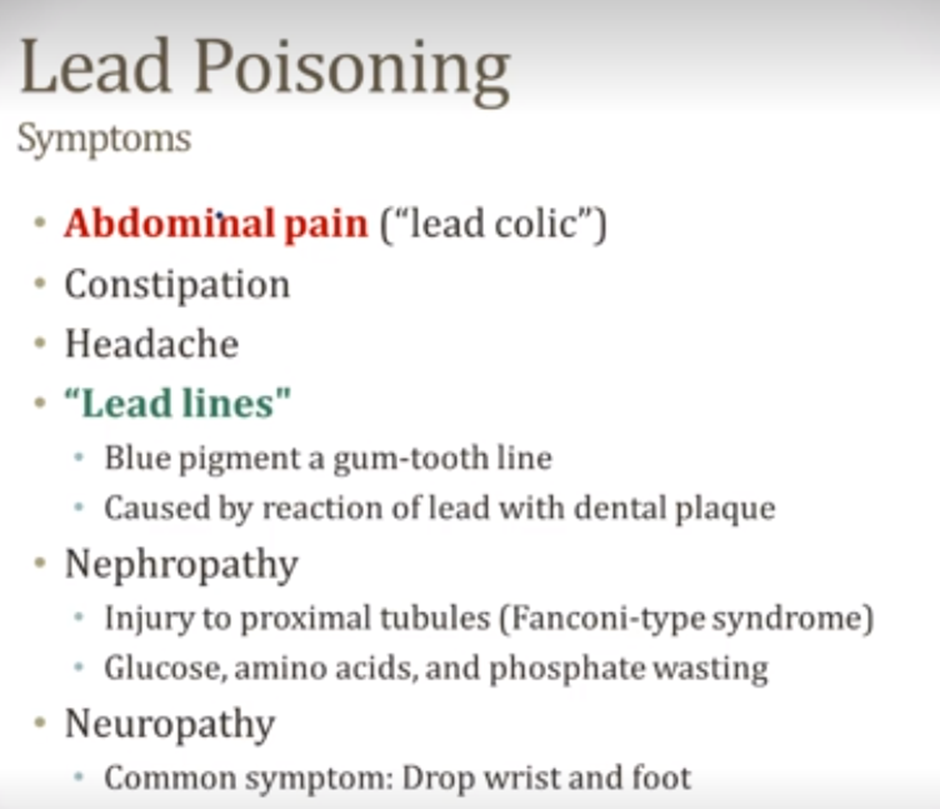 Lead Poisoning
Symptoms
• Abdominal pain (“lead colic”)
• Constipation
• Headache
• “Lead lines"
• Blue pigment a gum-tooth line
• Caused by reaction of lead with dental plaque
• Nephropathy
• Injury to proximal tubules (Fanconi-type syndrome)
• Glucose, amino acids, and phosphate wasting
• Neuropathy
• Common symptom: Drop wrist and foot